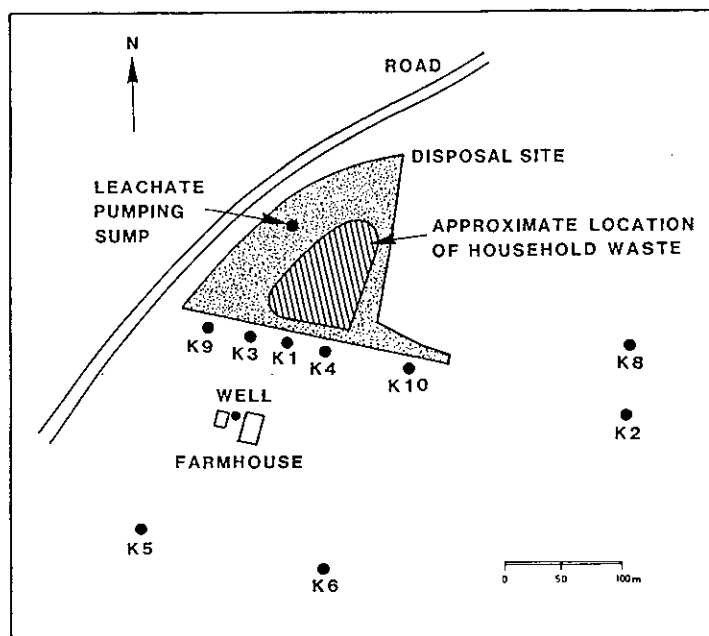 N
ROAD
DISPOSAL SITE
LEACHATE
PUMPING
SUMP
APPROXIMATE LOCATION
OF HOUSEHOLD WASTE
K9
K3
K1
K4
K10
K8
K2
WELL
FARMHOUSE
K5
K6
0 50 100m